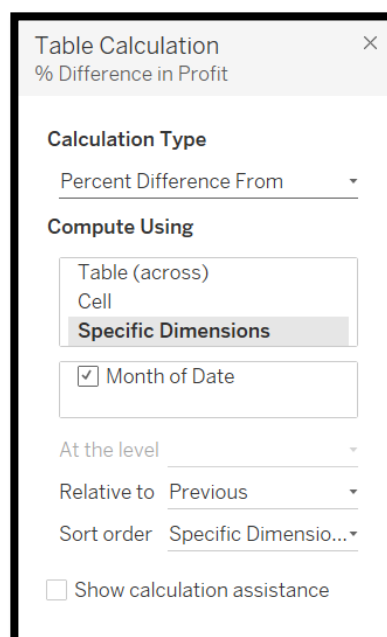 Table Calculation
% Difference in Profit
Calculation Type
Percent Difference From
Compute Using
Table (across)
Cell
Specific Dimensions
Month of Date
At the level
Relative to Previous
Sort order Specific Dimensio...
Show calculation assistance